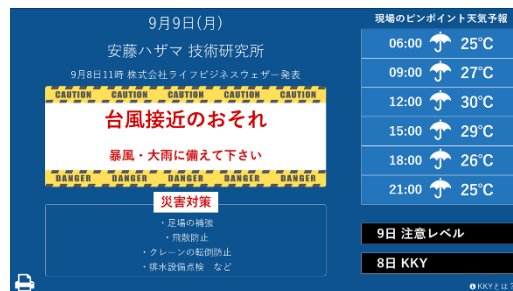 9月9日(月)
安藤ハザマ 技術研究所
9月8日11時 株式会社ライフビジネスウェザー発表
CAUTION CAUTION CAUTION CAUTION CAUTION
台風接近のおそれ
暴風・大雨に備えて下さい
DANGER DANGER DANGER DANGER DANGER
災害対策
・足場の補強
・飛散防止
・クレーンの転倒防止
・排水設備点検 など
現場のピンポイント天気予報
06:00 25℃
09:00 27℃
12:00 30℃
15:00 29℃
18:00 26℃
21:00 25℃
9日 注意レベル
8日 KKY
KKYとは?